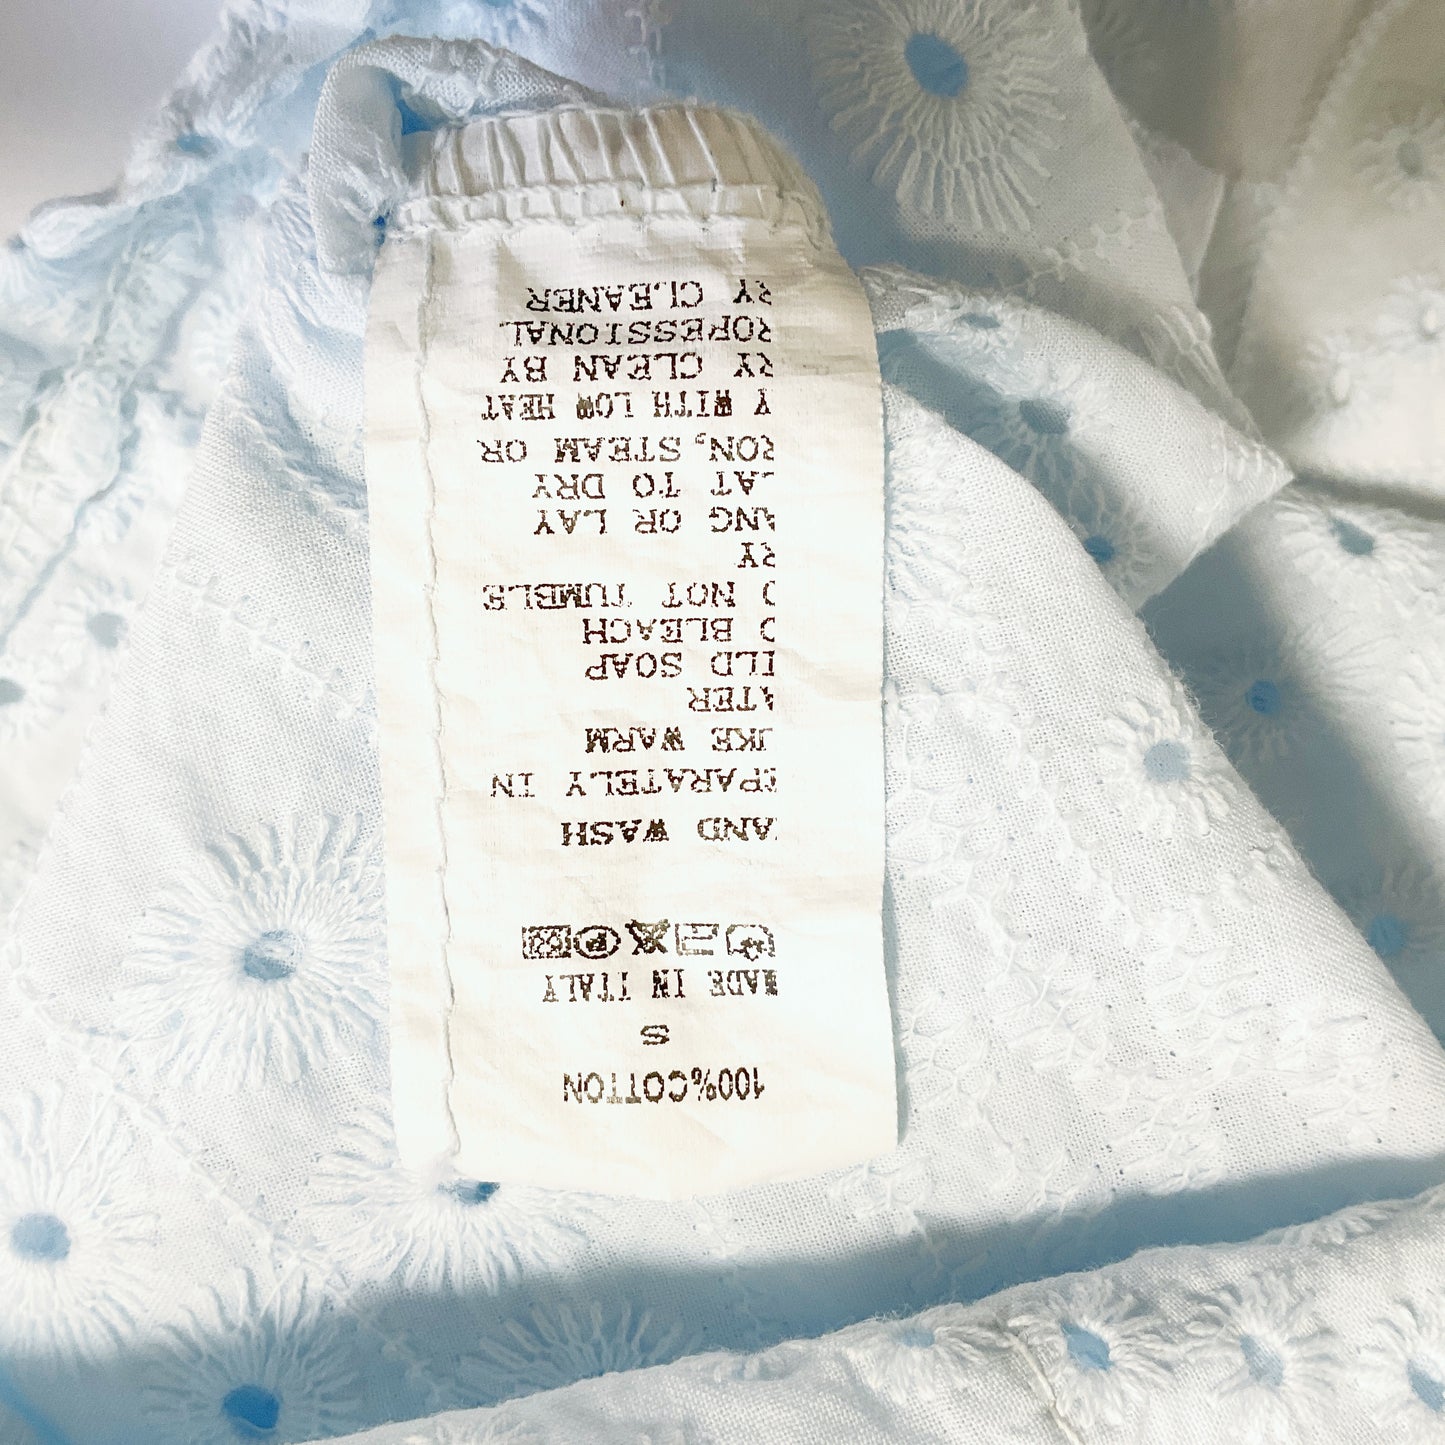 100%COTTON
S
MADE IN ITALY
AND WASH
EPARATELY IN
UKE WARM
ATER
ILD SOAP
O BLEACH
O NOT TUMBLE
RY
ANG OR LAY
LAT TO DRY
RON, STEAM OR
Y WITH LOW HEAT
RY CLEAN BY
ROFESSIONAL
RY CLEANER